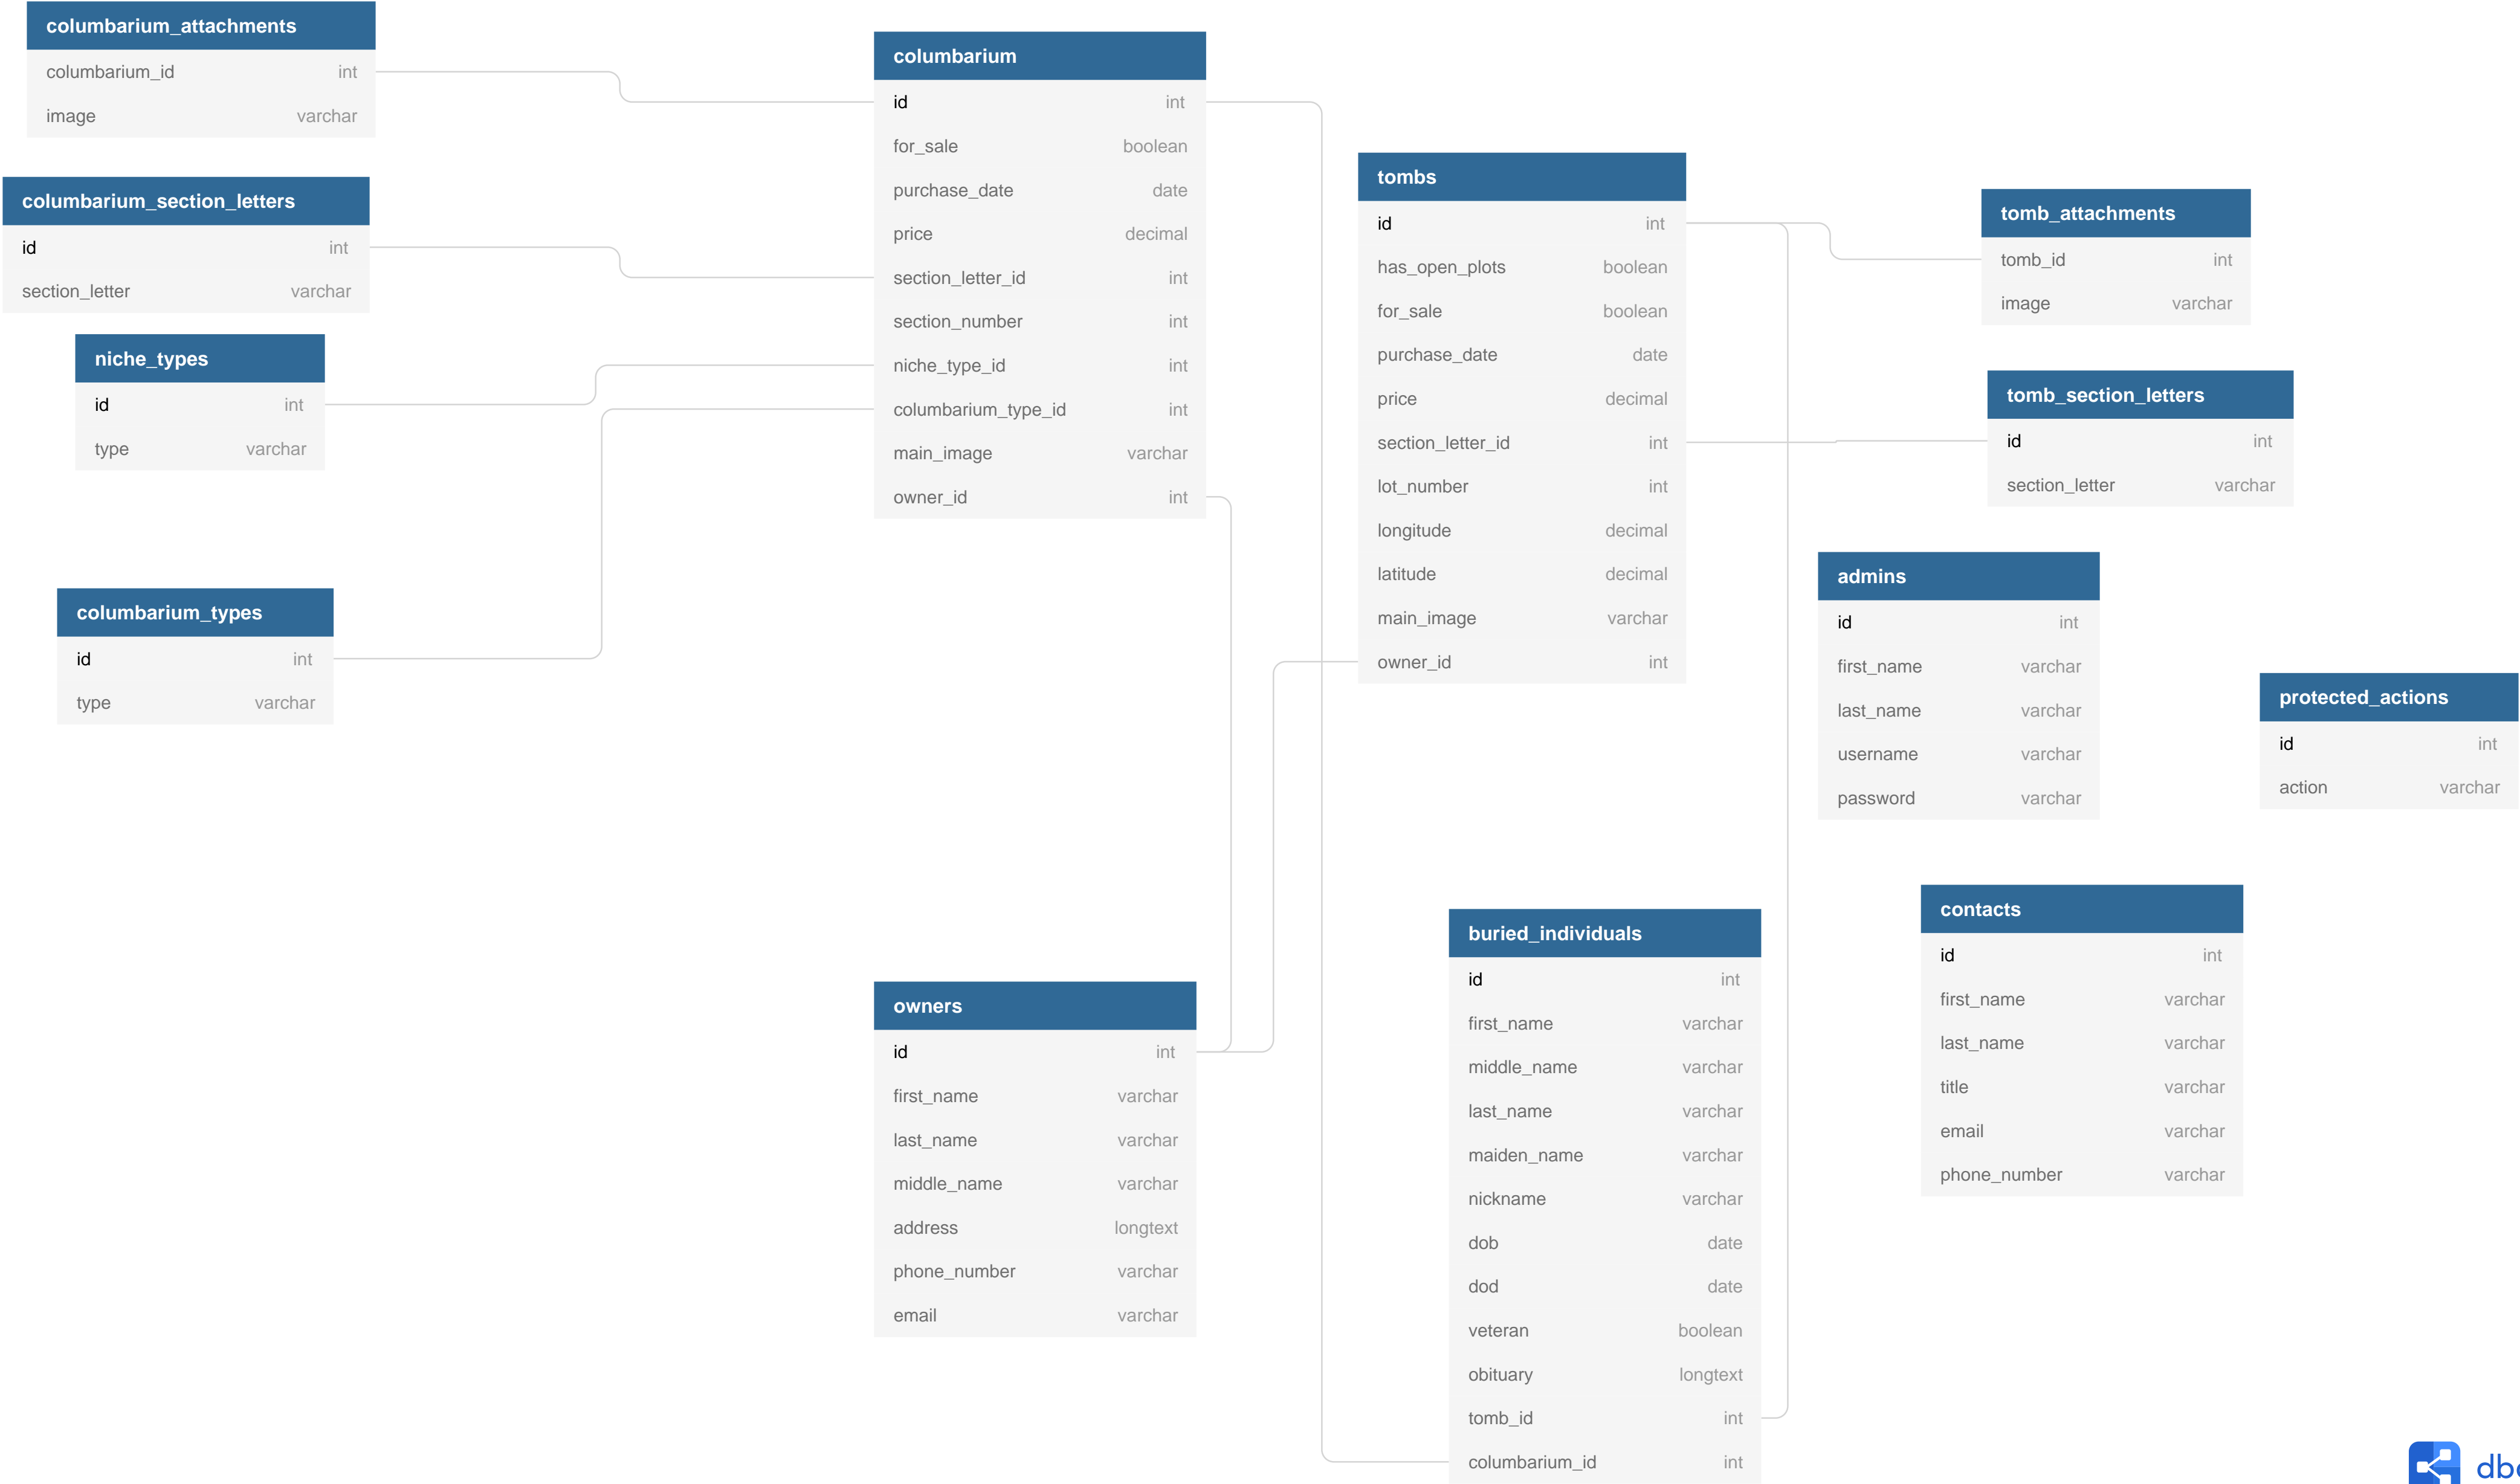 columbarium_attachments
columbarium_id int
image varchar
columbarium_section_letters
id int
section_letter varchar
niche_types
id int
type varchar
columbarium_types
id int
type varchar
columbarium
id int
for_sale boolean
purchase_date date
price decimal
section_letter_id int
section_number int
niche_type_id int
columbarium_type_id int
main_image varchar
owner_id int
owners
id int
first_name varchar
last_name varchar
middle_name varchar
address longtext
phone_number varchar
email varchar
tombs
id int
has_open_plots boolean
for_sale boolean
purchase_date date
price decimal
section_letter_id int
lot_number int
longitude decimal
latitude decimal
main_image varchar
owner_id int
buried_individuals
id int
first_name varchar
middle_name varchar
last_name varchar
maiden_name varchar
nickname varchar
dob date
dod date
veteran boolean
obituary longtext
tomb_id int
columbarium_id int
tomb_attachments
tomb_id int
image varchar
tomb_section_letters
id int
section_letter varchar
admins
id int
first_name varchar
last_name varchar
username varchar
password varchar
protected_actions
id int
action varchar
contacts
id int
first_name varchar
last_name varchar
title varchar
email varchar
phone_number varchar